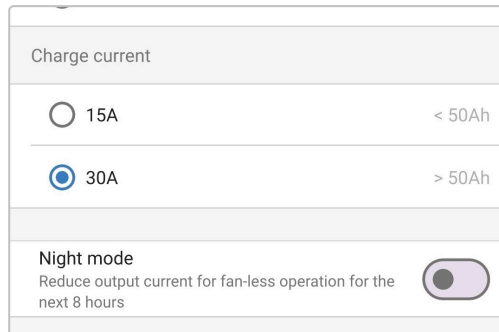 Charge current
15A < 50Ah
30A > 50Ah
Night mode
Reduce output current for fan-less operation for the
next 8 hours